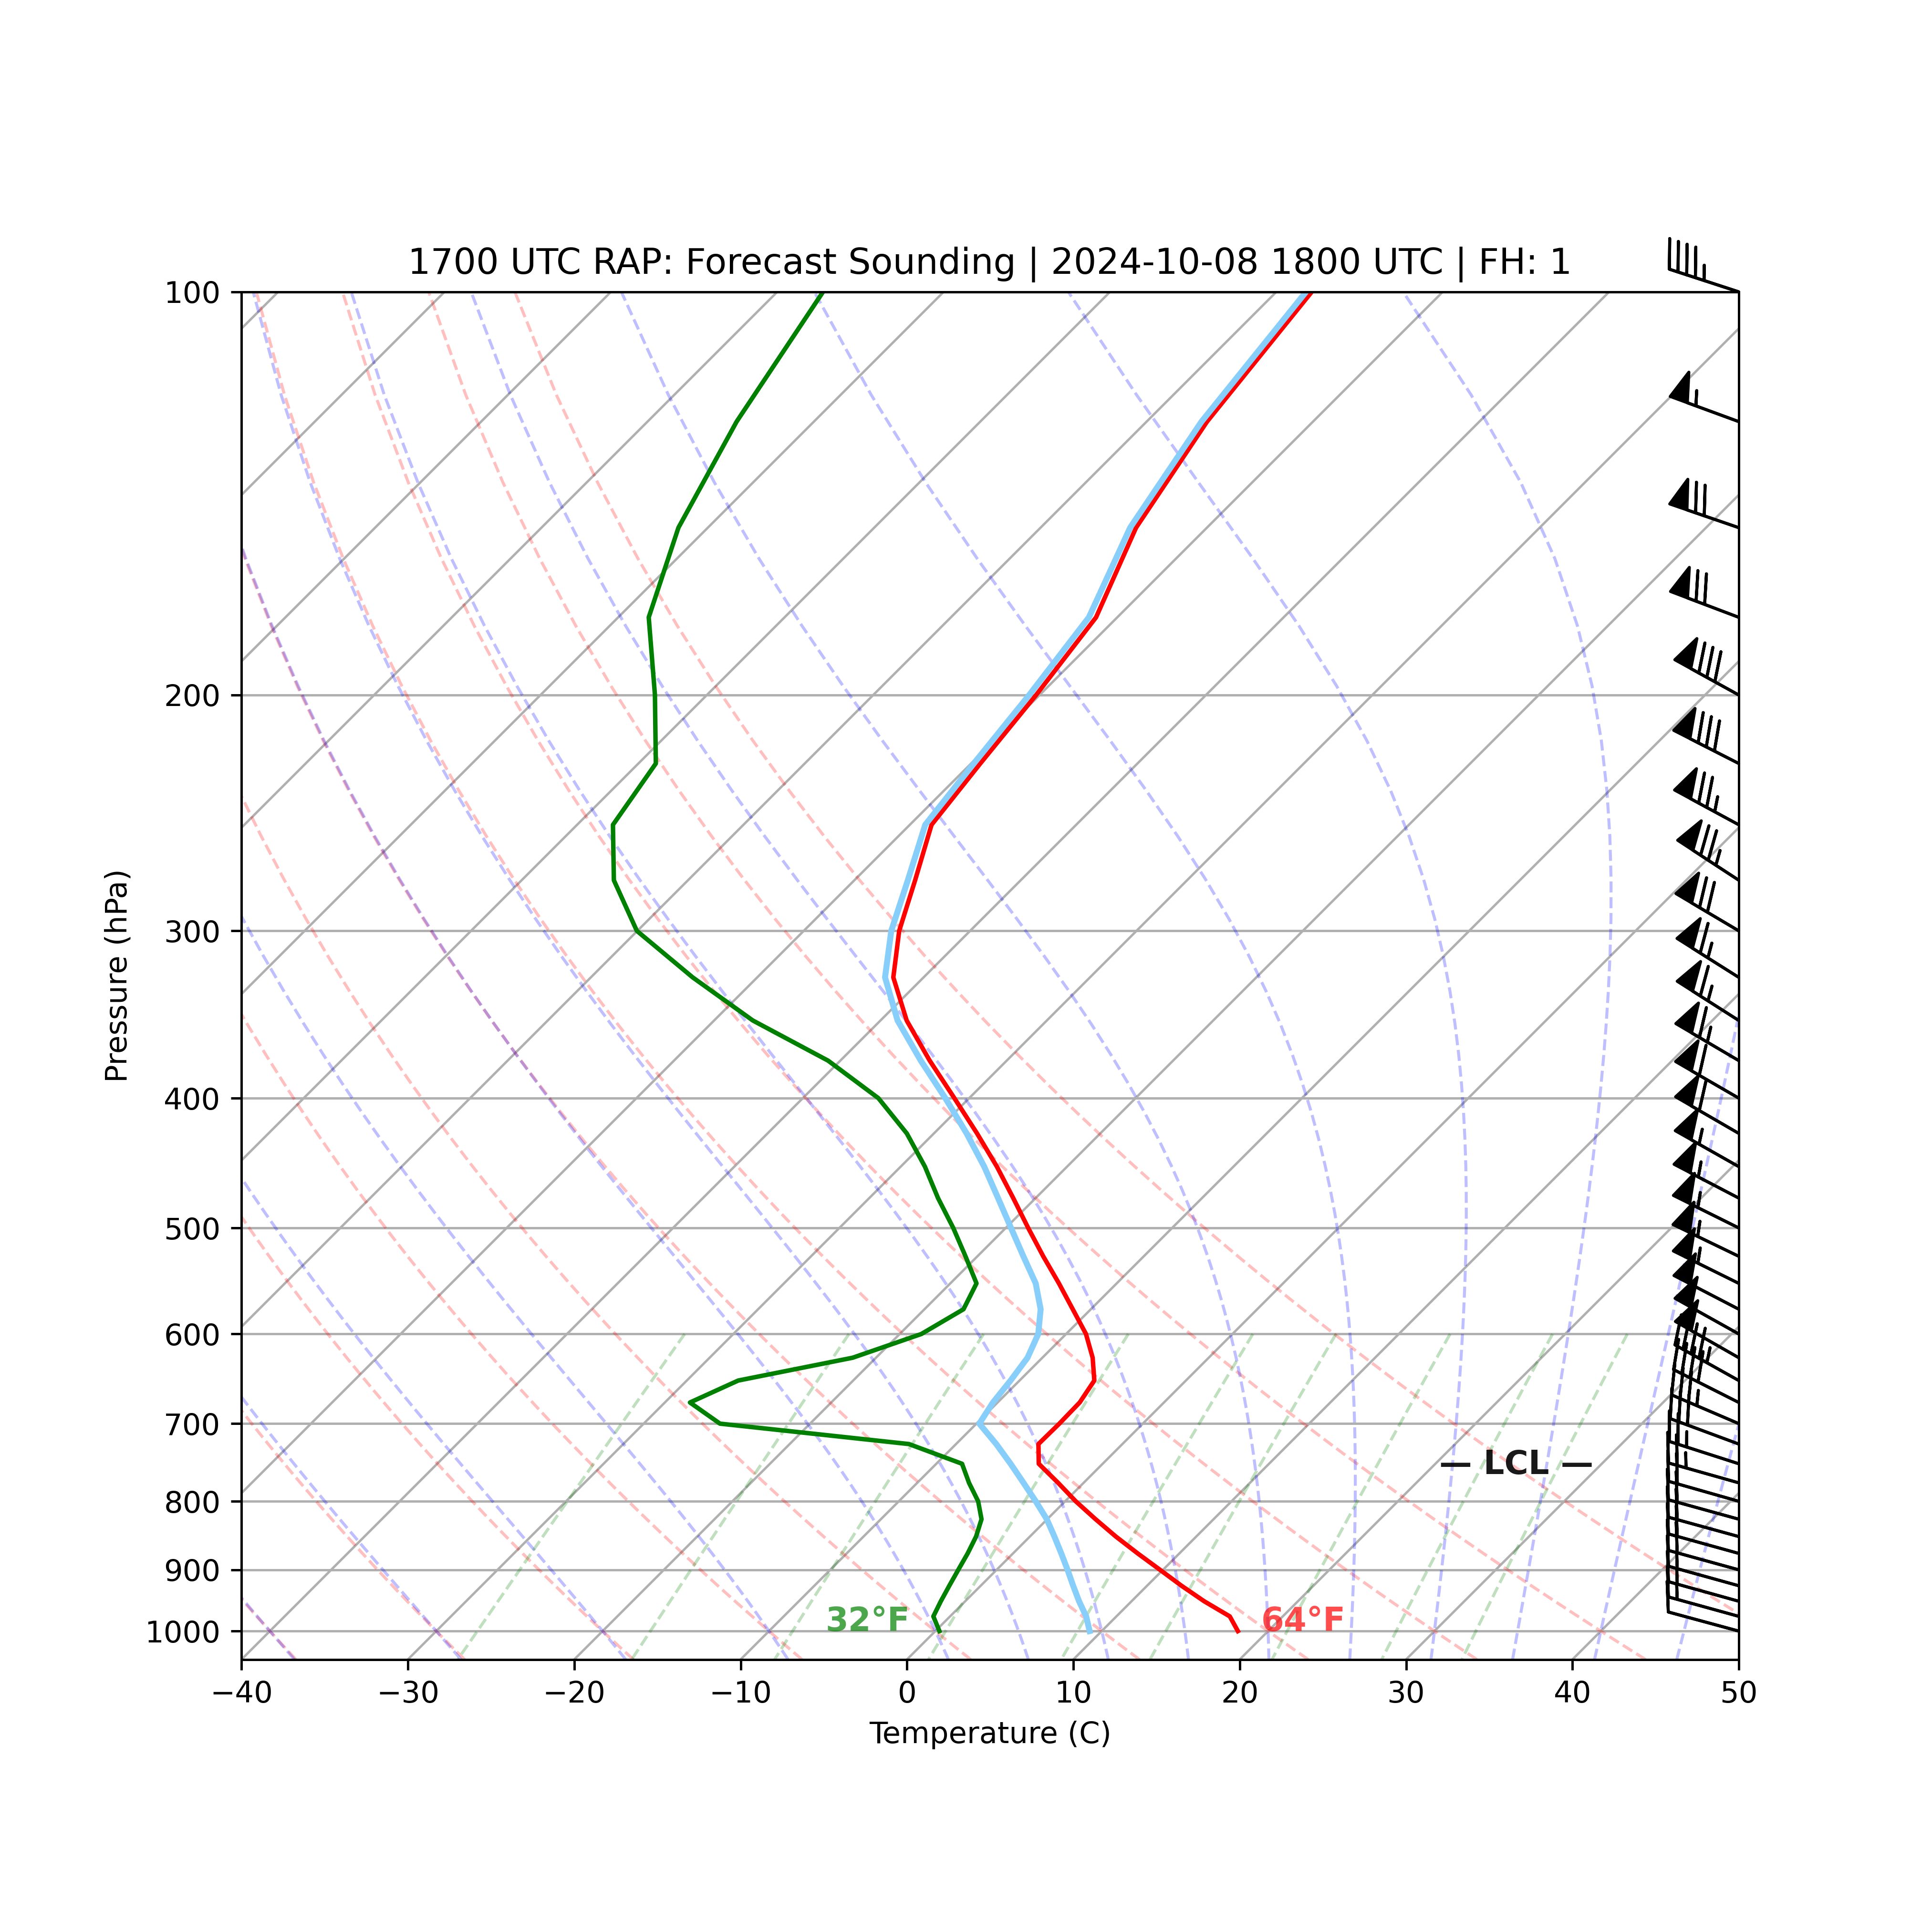 1700 UTC RAP: Forecast Sounding | 2024-10-08 1800 UTC | FH: 1
100
200
300
400
500
600
700
800
900
1000
Pressure (hPa)
— LCL —
32°F
64°F
−40 −30 −20 −10 0 10 20 30 40 50
Temperature (C)